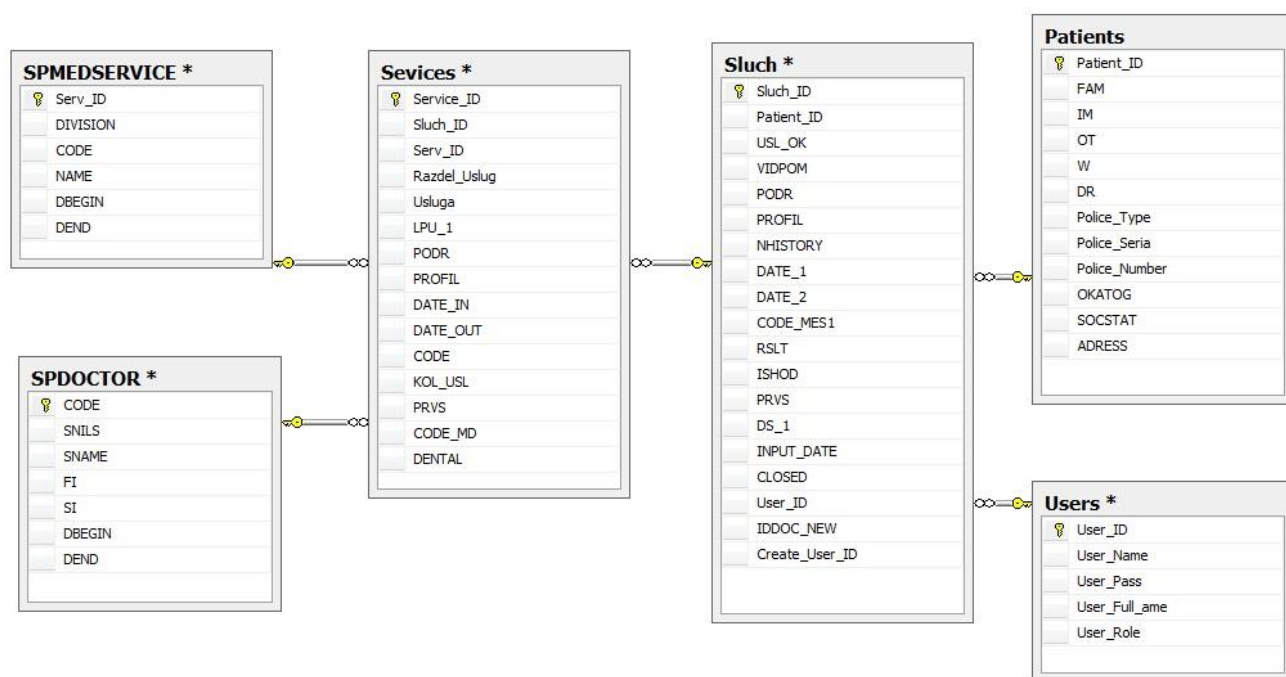 SPMEDSERVICE *
Serv_ID
DIVISION
CODE
NAME
DBEGIN
DEND
SPDOCTOR *
CODE
SNILS
SNAME
FI
SI
DBEGIN
DEND
Sevices *
Service_ID
Sluch_ID
Serv_ID
Razdel_Uslug
Usluga
LPU_1
PODR
PROFIL
DATE_IN
DATE_OUT
CODE
KOL_USL
PRVS
CODE_MD
DENTAL
Sluch *
Sluch_ID
Patient_ID
USL_OK
VIDPOM
PODR
PROFIL
NHISTORY
DATE_1
DATE_2
CODE_MES1
RSLT
ISHOD
PRVS
DS_1
INPUT_DATE
CLOSED
User_ID
IDDOC_NEW
Create_User_ID
Patients
Patient_ID
FAM
IM
OT
W
DR
Police_Type
Police_Seria
Police_Number
OKATOG
SOCSTAT
ADRESS
Users *
User_ID
User_Name
User_Pass
User_Full_ame
User_Role